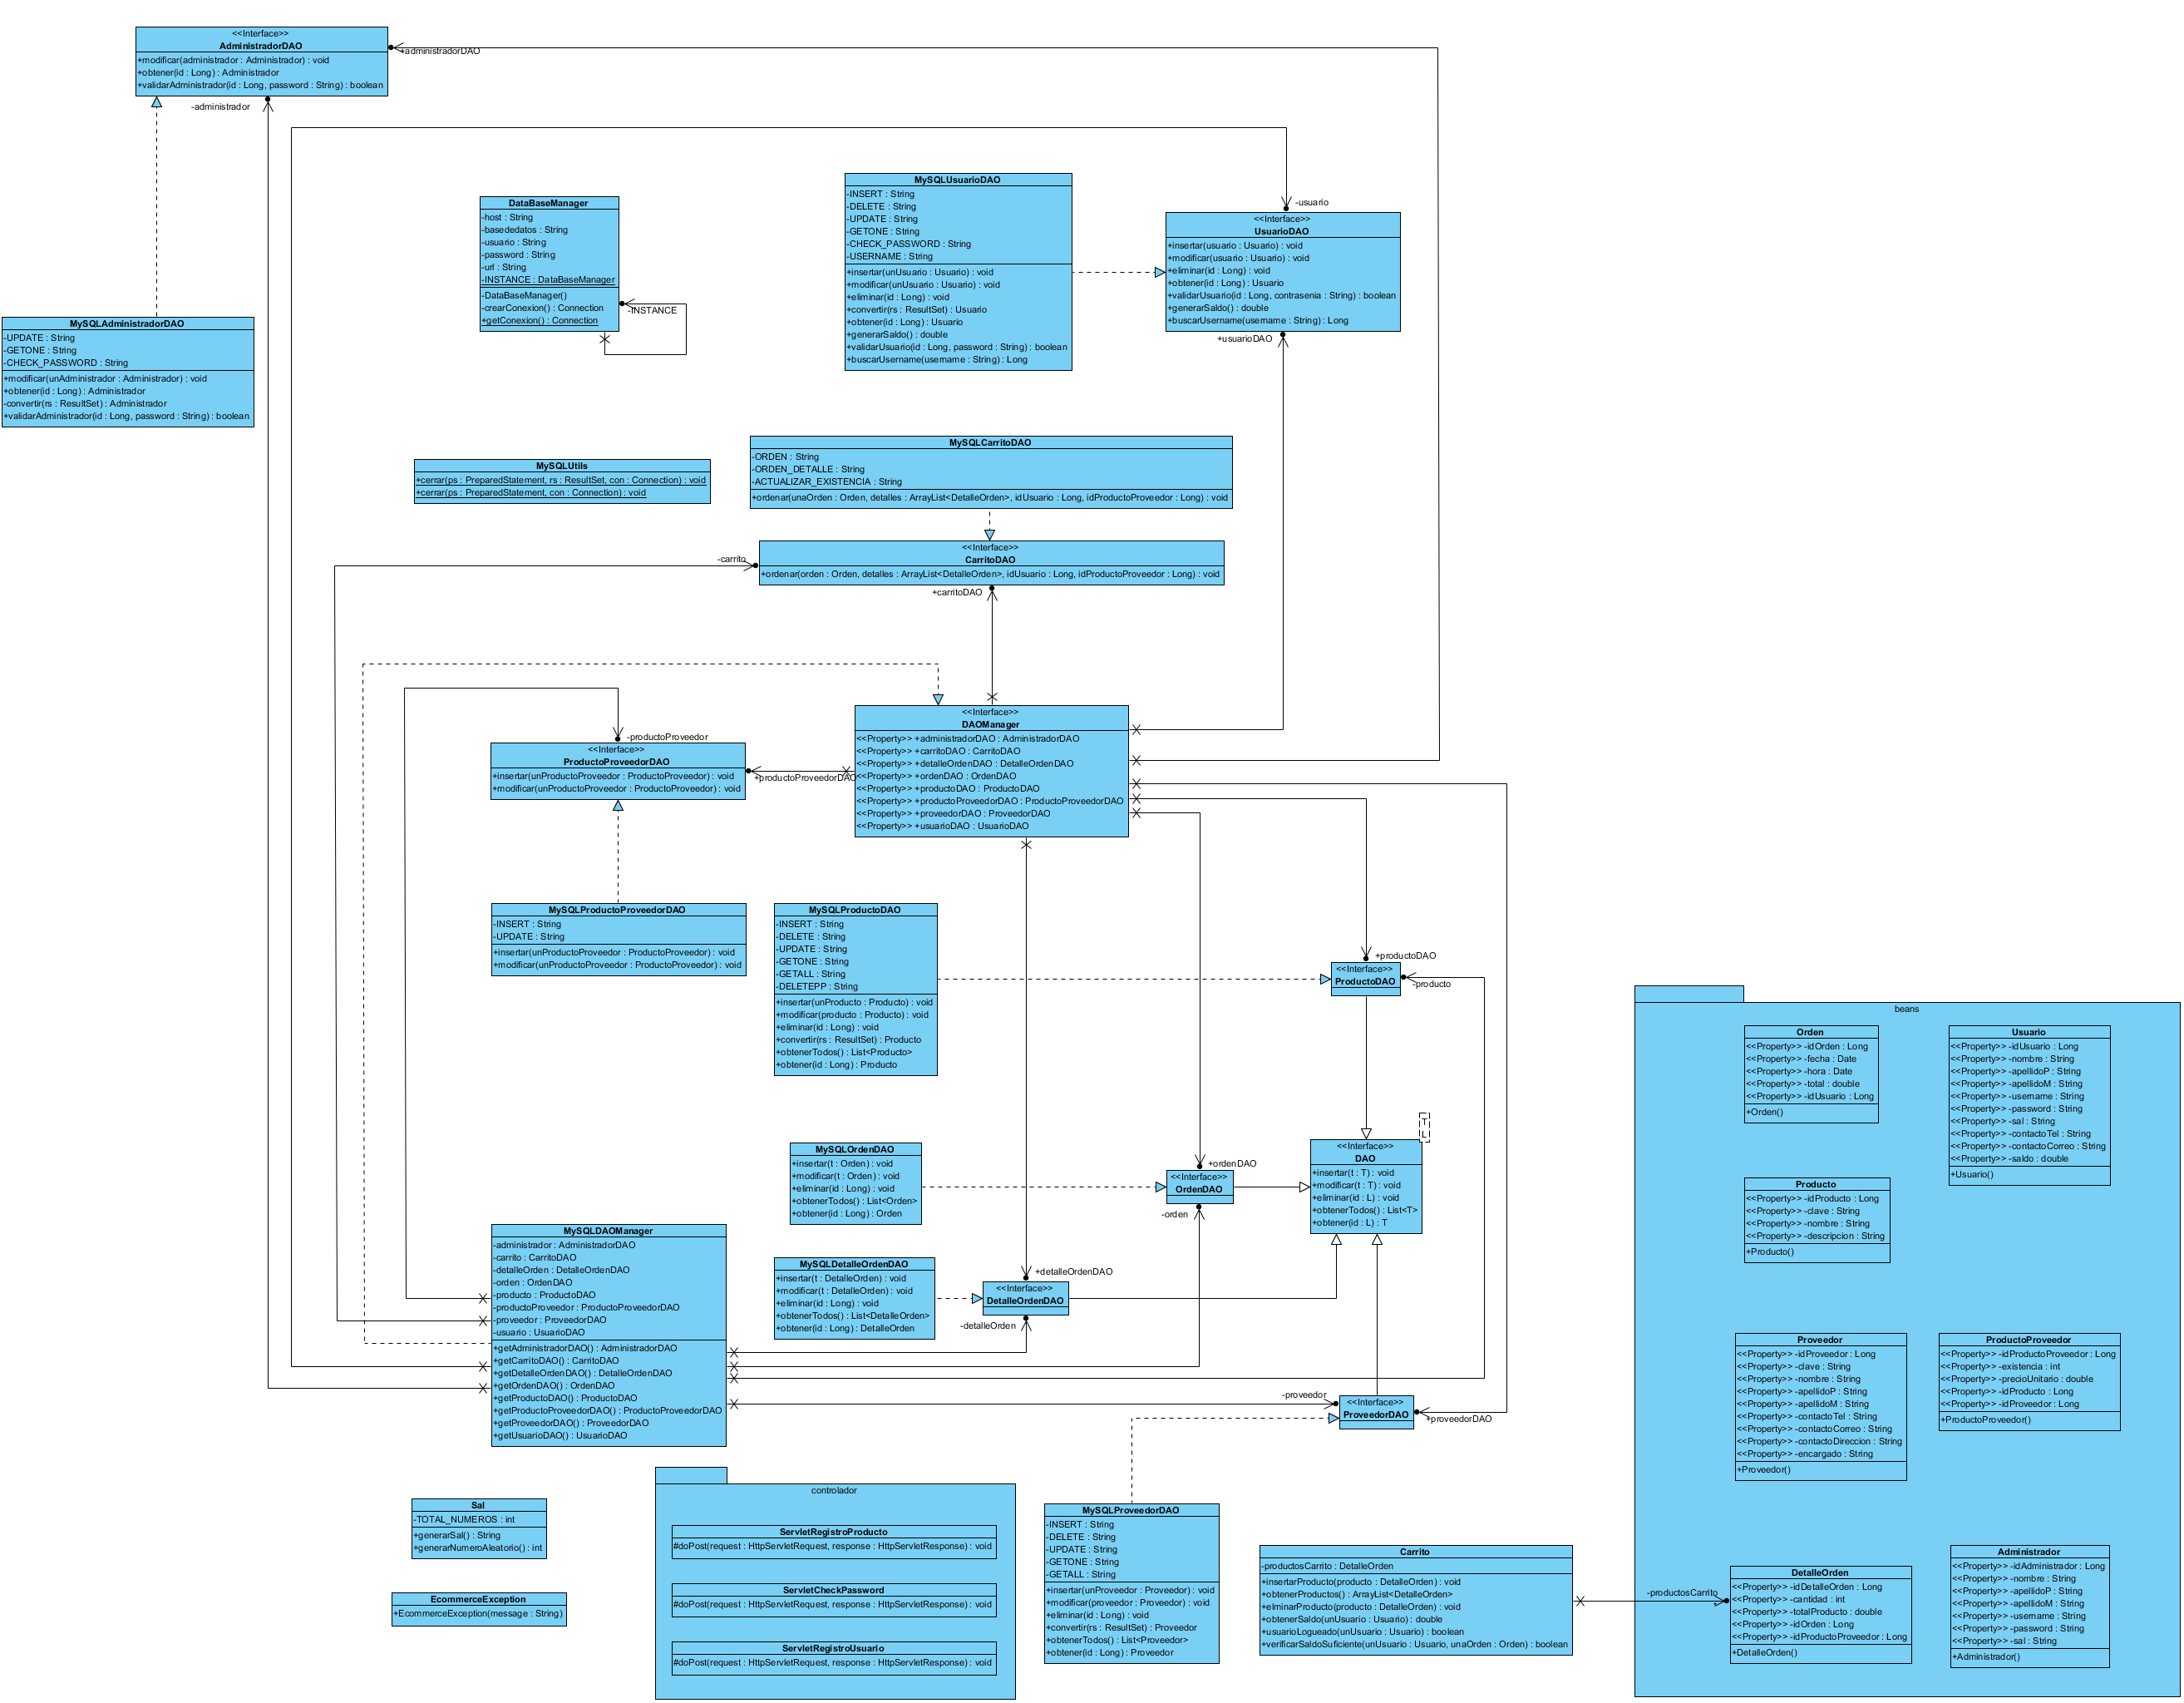 <<Interface>>
AdministradorDAO
+modificar(administrador : Administrador) : void
+obtener(id : Long) : Administrador
+validarAdministrador(id : Long, password : String) : boolean
+administradorDAO
-administrador
MySQLAdministradorDAO
-UPDATE : String
-GETONE : String
-CHECK_PASSWORD : String
+modificar(unAdministrador : Administrador) : void
+obtener(id : Long) : Administrador
-convertir(rs : ResultSet) : Administrador
+validarAdministrador(id : Long, password : String) : boolean
DataBaseManager
-host : String
-basededatos : String
-usuario : String
-password : String
-url : String
-INSTANCE : DataBaseManager
-DataBaseManager()
-crearConexion() : Connection
+getConexion() : Connection
-INSTANCE
MySQLUsuarioDAO
-INSERT : String
-DELETE : String
-UPDATE : String
-GETONE : String
-CHECK_PASSWORD : String
-USERNAME : String
+insertar(unUsuario : Usuario) : void
+modificar(unUsuario : Usuario) : void
+eliminar(id : Long) : void
+convertir(rs : ResultSet) : Usuario
+obtener(id : Long) : Usuario
+generarSaldo() : double
+validarUsuario(id : Long, password : String) : boolean
+buscarUsername(username : String) : Long
-usuario
<<Interface>>
UsuarioDAO
+insertar(usuario : Usuario) : void
+modificar(usuario : Usuario) : void
+eliminar(id : Long) : void
+obtener(id : Long) : Usuario
+validarUsuario(id : Long, contrasenia : String) : boolean
+generarSaldo() : double
+buscarUsername(username : String) : Long
+usuarioDAO
MySQLUtils
+cerrar(ps : PreparedStatement, rs : ResultSet, con : Connection) : void
+cerrar(ps : PreparedStatement, con : Connection) : void
MySQLCarritoDAO
-ORDEN : String
-ORDEN_DETALLE : String
-ACTUALIZAR_EXISTENCIA : String
+ordenar(unaOrden : Orden, detalles : ArrayList<DetalleOrden>, idUsuario : Long, idProductoProveedor : Long) : void
-carrito
<<Interface>>
CarritoDAO
+ordenar(orden : Orden, detalles : ArrayList<DetalleOrden>, idUsuario : Long, idProductoProveedor : Long) : void
+carritoDAO
<<Interface>>
DAOManager
<<Property>> +administradorDAO : AdministradorDAO
<<Property>> +carritoDAO : CarritoDAO
<<Property>> +detalleOrdenDAO : DetalleOrdenDAO
<<Property>> +ordenDAO : OrdenDAO
<<Property>> +productoDAO : ProductoDAO
<<Property>> +productoProveedorDAO : ProductoProveedorDAO
<<Property>> +proveedorDAO : ProveedorDAO
<<Property>> +usuarioDAO : UsuarioDAO
-productoProveedor
<<Interface>>
ProductoProveedorDAO
+insertar(unProductoProveedor : ProductoProveedor) : void
+modificar(unProductoProveedor : ProductoProveedor) : void
+productoProveedorDAO
MySQLProductoProveedorDAO
-INSERT : String
-UPDATE : String
+insertar(unProductoProveedor : ProductoProveedor) : void
+modificar(unProductoProveedor : ProductoProveedor) : void
MySQLProductoDAO
-INSERT : String
-DELETE : String
-UPDATE : String
-GETONE : String
-GETALL : String
-DELETEPP : String
+insertar(unProducto : Producto) : void
+modificar(producto : Producto) : void
+eliminar(id : Long) : void
+convertir(rs : ResultSet) : Producto
+obtenerTodos() : List<Producto>
+obtener(id : Long) : Producto
+productoDAO
<<Interface>>
ProductoDAO
-producto
T
L
<<Interface>>
DAO
+insertar(t : T) : void
+modificar(t : T) : void
+eliminar(id : L) : void
+obtenerTodos() : List<T>
+obtener(id : L) : T
MySQLOrdenDAO
+insertar(t : Orden) : void
+modificar(t : Orden) : void
+eliminar(id : Long) : void
+obtenerTodos() : List<Orden>
+obtener(id : Long) : Orden
+ordenDAO
<<Interface>>
OrdenDAO
-orden
MySQLDAOManager
-administrador : AdministradorDAO
-carrito : CarritoDAO
-detalleOrden : DetalleOrdenDAO
-orden : OrdenDAO
-producto : ProductoDAO
-productoProveedor : ProductoProveedorDAO
-proveedor : ProveedorDAO
-usuario : UsuarioDAO
+getAdministradorDAO() : AdministradorDAO
+getCarritoDAO() : CarritoDAO
+getDetalleOrdenDAO() : DetalleOrdenDAO
+getOrdenDAO() : OrdenDAO
+getProductoDAO() : ProductoDAO
+getProductoProveedorDAO() : ProductoProveedorDAO
+getProveedorDAO() : ProveedorDAO
+getUsuarioDAO() : UsuarioDAO
MySQLDetalleOrdenDAO
+insertar(t : DetalleOrden) : void
+modificar(t : DetalleOrden) : void
+eliminar(id : Long) : void
+obtenerTodos() : List<DetalleOrden>
+obtener(id : Long) : DetalleOrden
+detalleOrdenDAO
<<Interface>>
DetalleOrdenDAO
-detalleOrden
-proveedor
<<Interface>>
ProveedorDAO
+proveedorDAO
Sal
-TOTAL_NUMEROS : int
+generarSal() : String
+generarNumeroAleatorio() : int
EcommerceException
+EcommerceException(message : String)
controlador
ServletRegistroProducto
#doPost(request : HttpServletRequest, response : HttpServletResponse) : void
ServletCheckPassword
#doPost(request : HttpServletRequest, response : HttpServletResponse) : void
ServletRegistroUsuario
#doPost(request : HttpServletRequest, response : HttpServletResponse) : void
MySQLProveedorDAO
-INSERT : String
-DELETE : String
-UPDATE : String
-GETONE : String
-GETALL : String
+insertar(unProveedor : Proveedor) : void
+modificar(proveedor : Proveedor) : void
+eliminar(id : Long) : void
+convertir(rs : ResultSet) : Proveedor
+obtenerTodos() : List<Proveedor>
+obtener(id : Long) : Proveedor
Carrito
-productosCarrito : DetalleOrden
+insertarProducto(producto : DetalleOrden) : void
+obtenerProductos() : ArrayList<DetalleOrden>
+elminarProducto(producto : DetalleOrden) : void
+obtenerSaldo(unUsuario : Usuario) : double
+usuarioLogueado(unUsuario : Usuario) : boolean
+verificarSaldoSuficiente(unUsuario : Usuario, unaOrden : Orden) : boolean
-productosCarrito
*
beans
Orden
<<Property>> -idOrden : Long
<<Property>> -fecha : Date
<<Property>> -hora : Date
<<Property>> -total : double
<<Property>> -idUsuario : Long
+Orden()
Usuario
<<Property>> -idUsuario : Long
<<Property>> -nombre : String
<<Property>> -apellidoP : String
<<Property>> -apellidoM : String
<<Property>> -username : String
<<Property>> -password : String
<<Property>> -sal : String
<<Property>> -contactoTel : String
<<Property>> -contactoCorreo : String
<<Property>> -saldo : double
+Usuario()
Producto
<<Property>> -idProducto : Long
<<Property>> -clave : String
<<Property>> -nombre : String
<<Property>> -descripcion : String
+Producto()
Proveedor
<<Property>> -idProveedor : Long
<<Property>> -clave : String
<<Property>> -nombre : String
<<Property>> -apellidoP : String
<<Property>> -apellidoM : String
<<Property>> -contactoTel : String
<<Property>> -contactoCorreo : String
<<Property>> -contactoDireccion : String
<<Property>> -encargado : String
+Proveedor()
ProductoProveedor
<<Property>> -idProductoProveedor : Long
<<Property>> -existencia : int
<<Property>> -precioUnitario : double
<<Property>> -idProducto : Long
<<Property>> -idProveedor : Long
+ProductoProveedor()
DetalleOrden
<<Property>> -idDetalleOrden : Long
<<Property>> -cantidad : int
<<Property>> -totalProducto : double
<<Property>> -idOrden : Long
<<Property>> -idProductoProveedor : Long
+DetalleOrden()
Administrador
<<Property>> -idAdministrador : Long
<<Property>> -nombre : String
<<Property>> -apellidoP : String
<<Property>> -apellidoM : String
<<Property>> -username : String
<<Property>> -password : String
<<Property>> -sal : String
+Administrador()